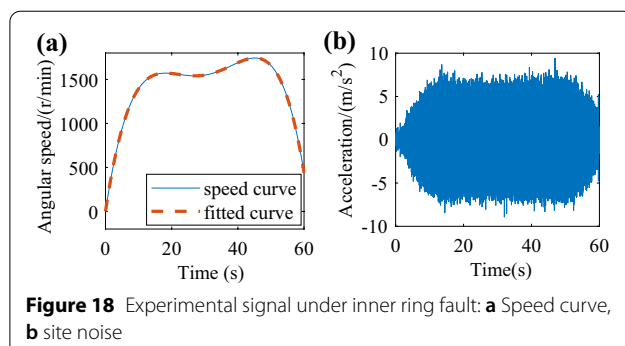 (a)
Angular speed/(r/min)
1500
1000
500
0
speed curve
fitted curve
0 20 40 60
Time (s)
(b)
Acceleration/(m/s²)
10
5
0
-5
-10
0 20 40 60
Time(s)
Figure 18 Experimental signal under inner ring fault: a Speed curve,
b site noise